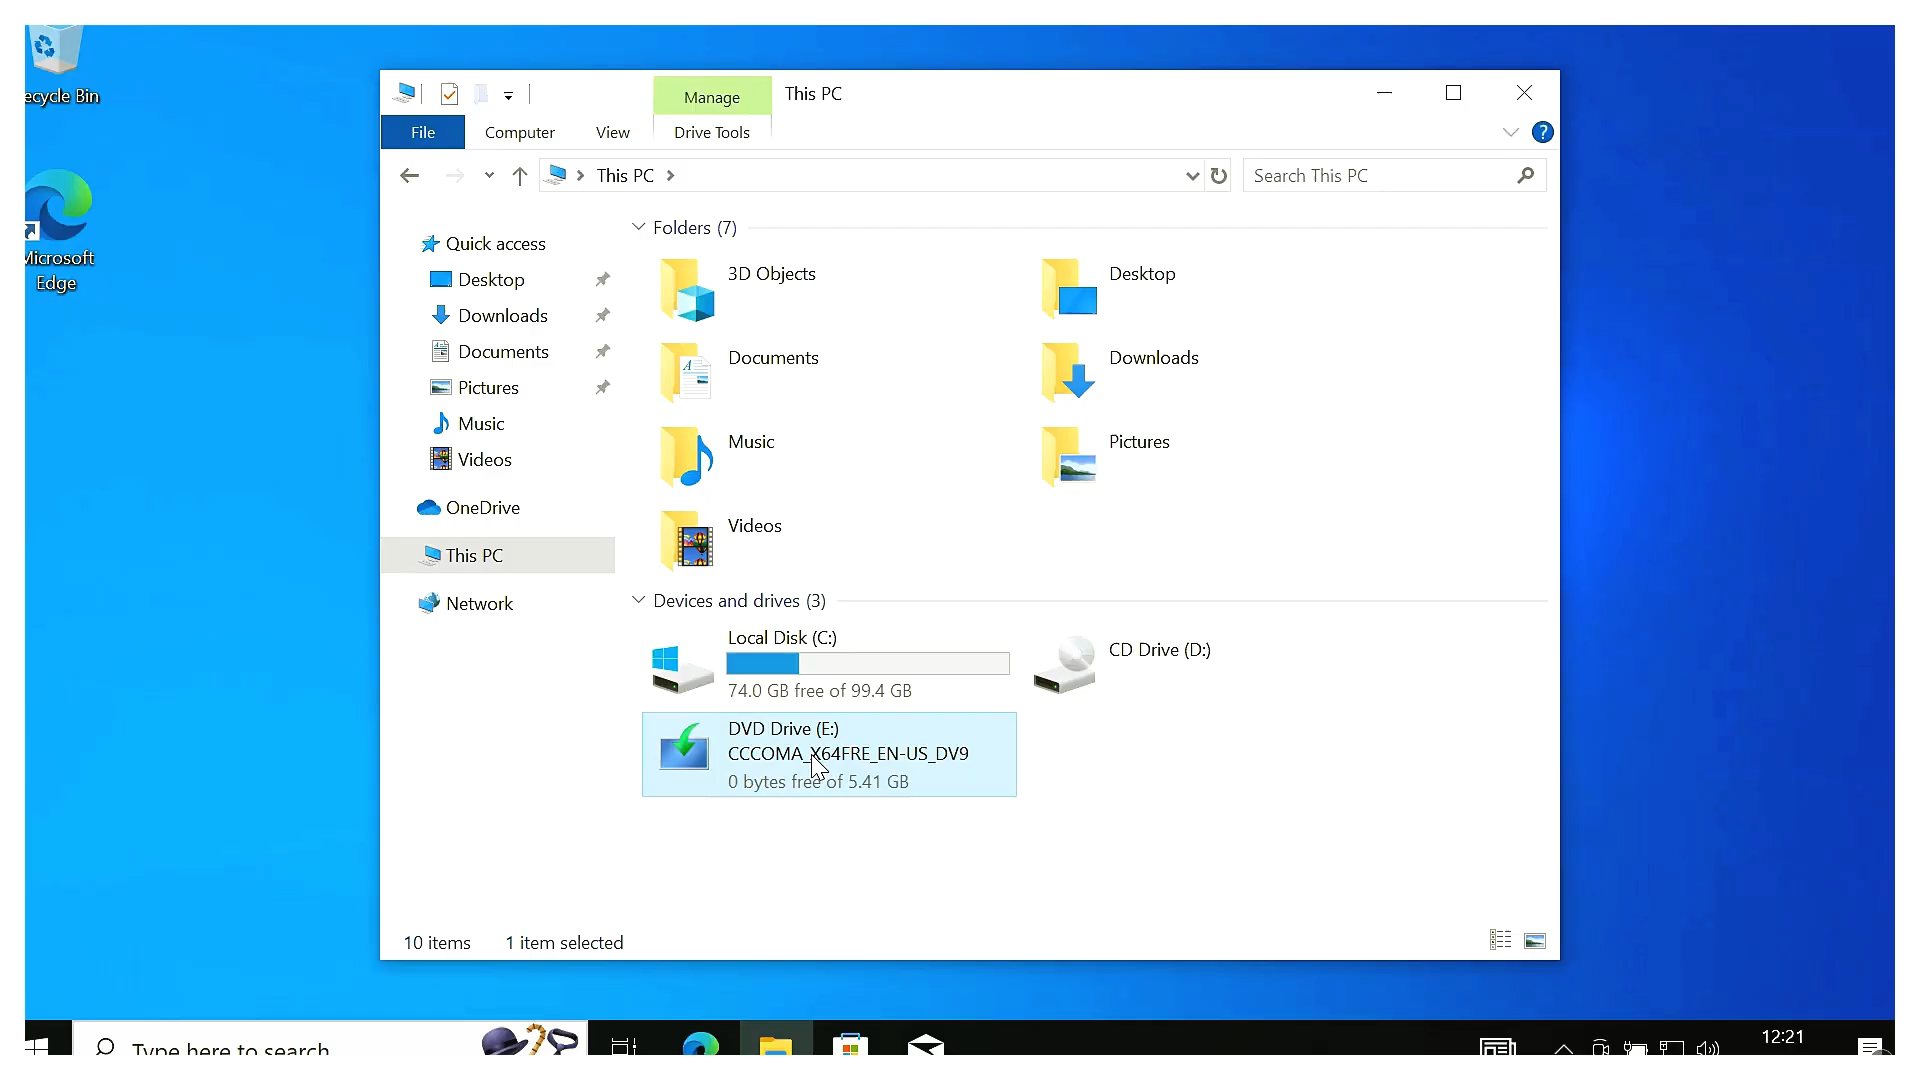 ecycle Bin
Microsoft
Edge
Manage
This PC
File
Computer
View
Drive Tools
This PC
Search This PC
Quick access
Desktop
Downloads
Documents
Pictures
Music
Videos
OneDrive
This PC
Network
Folders (7)
3D Objects
Desktop
Documents
Downloads
Music
Pictures
Videos
Devices and drives (3)
Local Disk (C:)
74.0 GB free of 99.4 GB
CD Drive (D:)
DVD Drive (E:)
CCCOMA_X64FRE_EN-US_DV9
0 bytes free of 5.41 GB
10 items
1 item selected
Type here to search
12:21